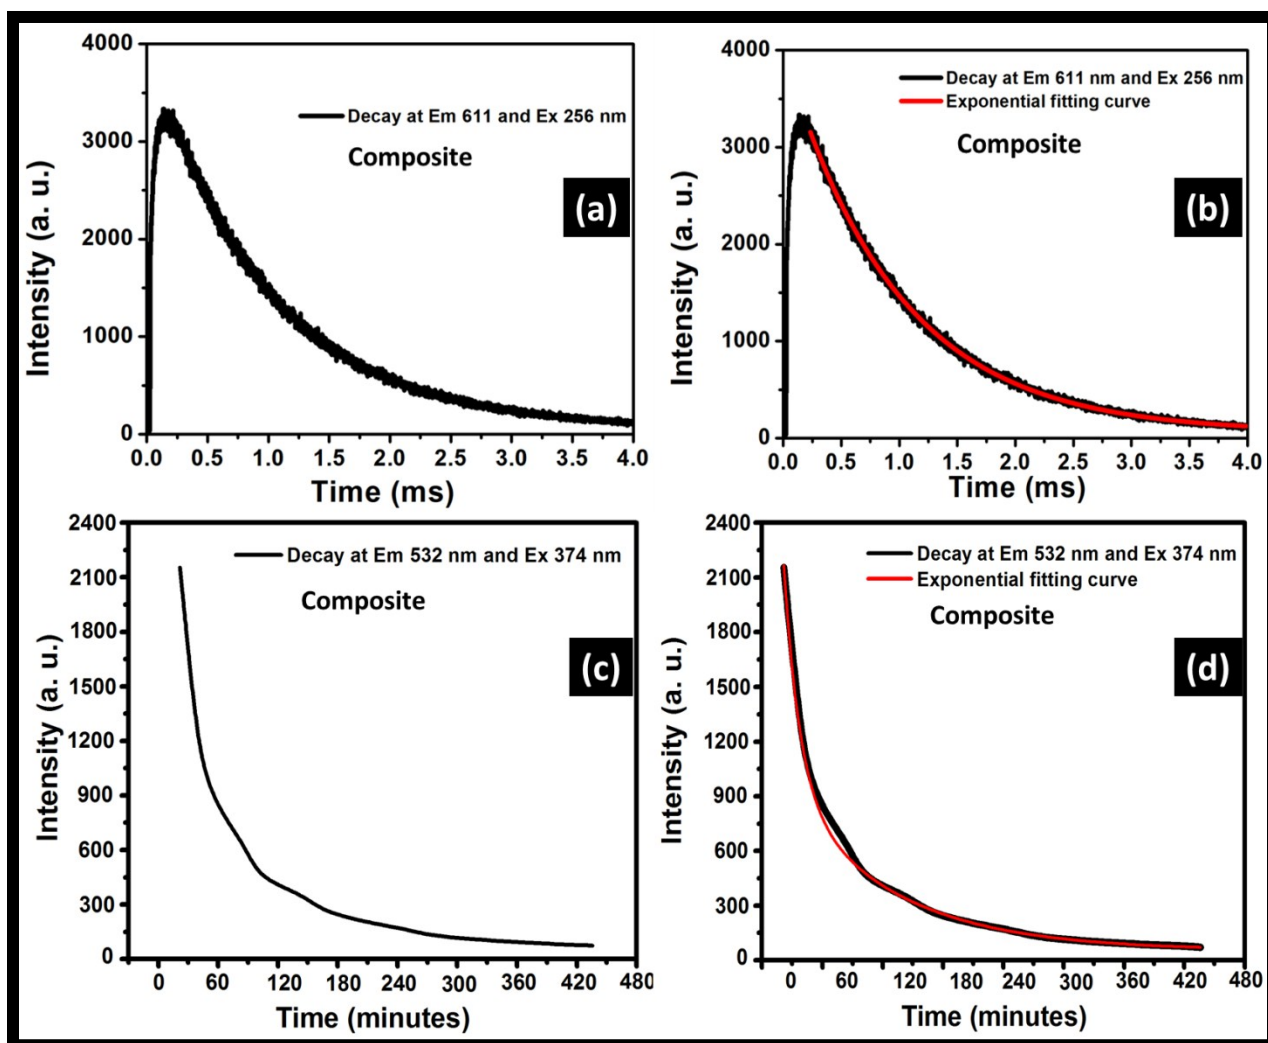 4000
3000
2000
1000
0
0.0 0.5 1.0 1.5 2.0 2.5 3.0 3.5 4.0
Intensity (a. u.)
Time (ms)
Decay at Em 611 and Ex 256 nm
Composite
(a)
4000
3000
2000
1000
0
0.0 0.5 1.0 1.5 2.0 2.5 3.0 3.5 4.0
Intensity (a. u.)
Time (ms)
Decay at Em 611 nm and Ex 256 nm
Exponential fitting curve
Composite
(b)
2400
2100
1800
1500
1200
900
600
300
0
0 60 120 180 240 300 360 420 480
Intensity (a. u.)
Time (minutes)
Decay at Em 532 nm and Ex 374 nm
Composite
(c)
2400
2100
1800
1500
1200
900
600
300
0
0 60 120 180 240 300 360 420 480
Intensity (a. u.)
Time (minutes)
Decay at Em 532 nm and Ex 374 nm
Exponential fitting curve
Composite
(d)